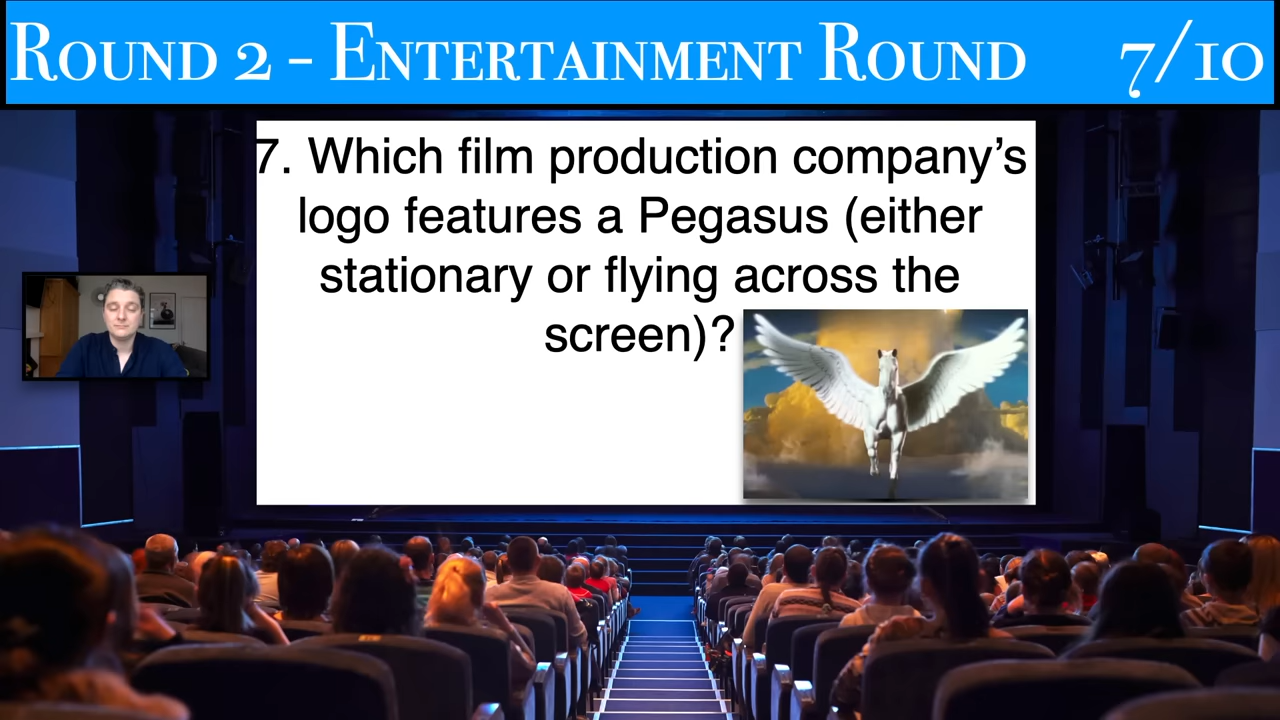 Round 2 - Entertainment Round 7/10
7. Which film production company’s
logo features a Pegasus (either
stationary or flying across the
screen)?